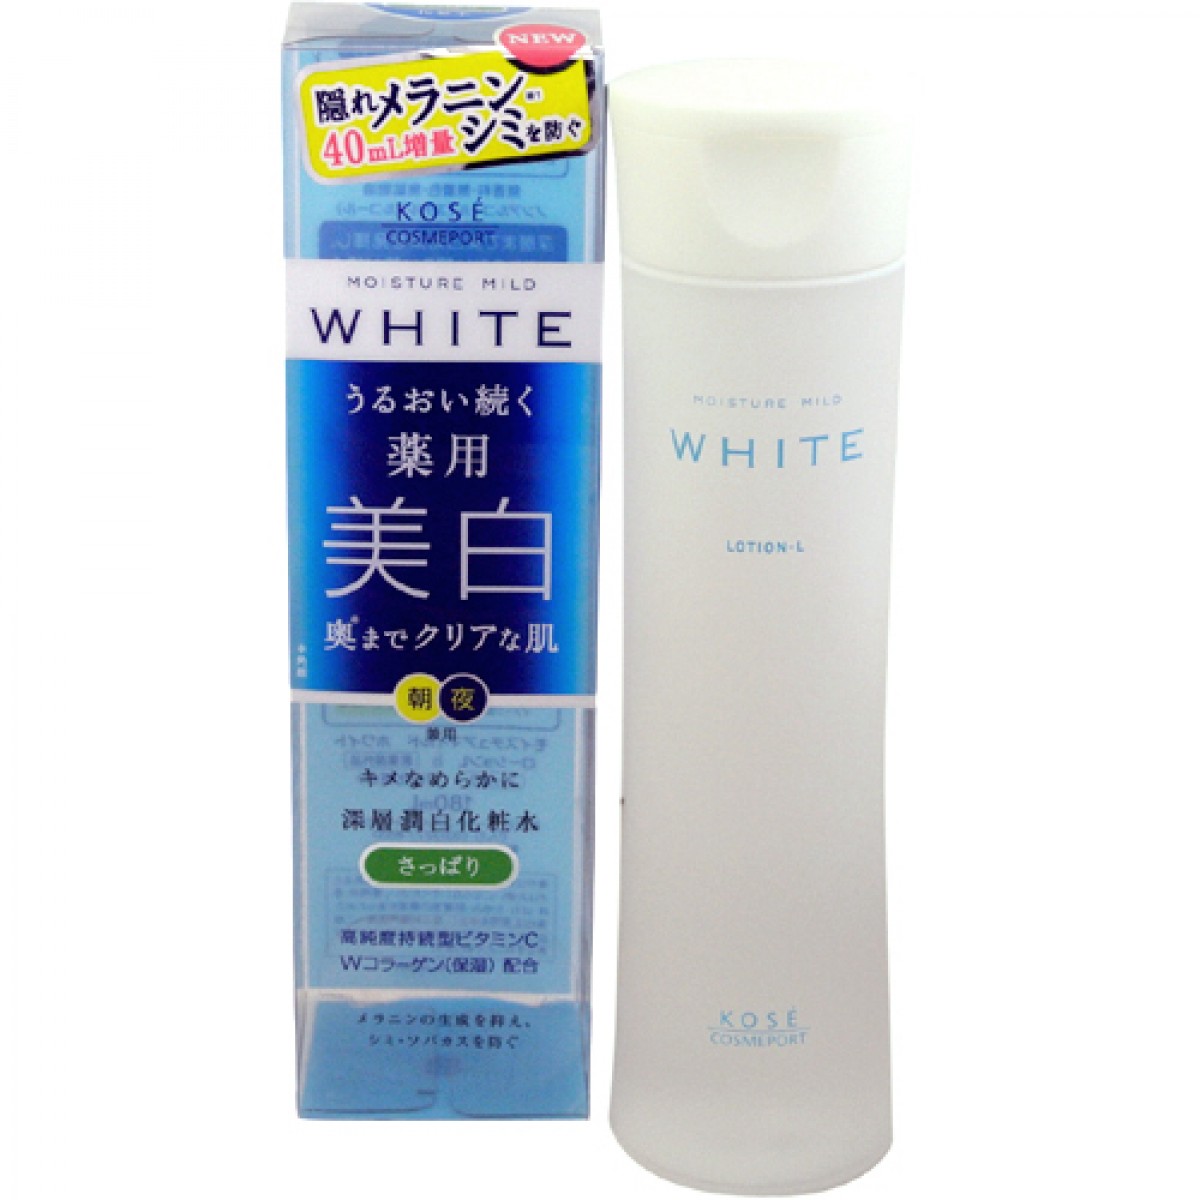 NEW
隠れメラニン※1
40mL増量 シミを防ぐ
KOSÉ
COSMEPORT
MOISTURE MILD
WHITE
うるおい続く
薬用
美白
奥*までクリアな肌
朝 夜
薬用
キメなめらかに
深層潤白化粧水
さっぱり
高純度持続型ビタミンC
Wコラーゲン(保湿)配合
メラニンの生成を抑え、
シミ・ソバカスを防ぐ
180mL
MOISTURE MILD
WHITE
LOTION-L
KOSÉ
COSMEPORT